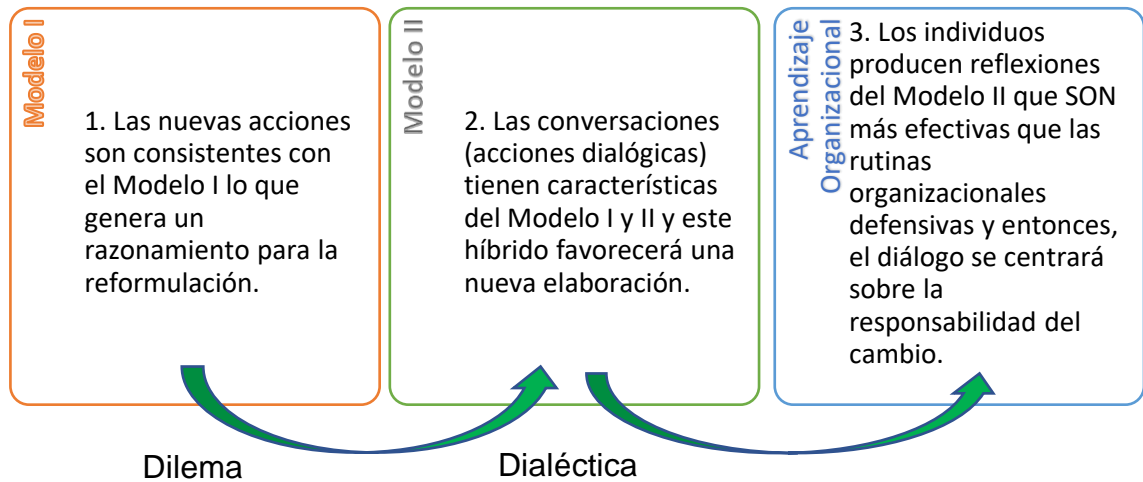 Modelo I
1. Las nuevas acciones
son consistentes con
el Modelo I lo que
genera un
razonamiento para la
reformulación.
Modelo II
2. Las conversaciones
(acciones dialógicas)
tienen características
del Modelo I y II y este
híbrido favorecerá una
nueva elaboración.
Aprendizaje
Organizacional
3. Los individuos
producen reflexiones
del Modelo II que SON
más efectivas que las
rutinas
organizacionales
defensivas y entonces,
el diálogo se centrará
sobre la
responsabilidad del
cambio.
Dilema
Dialéctica